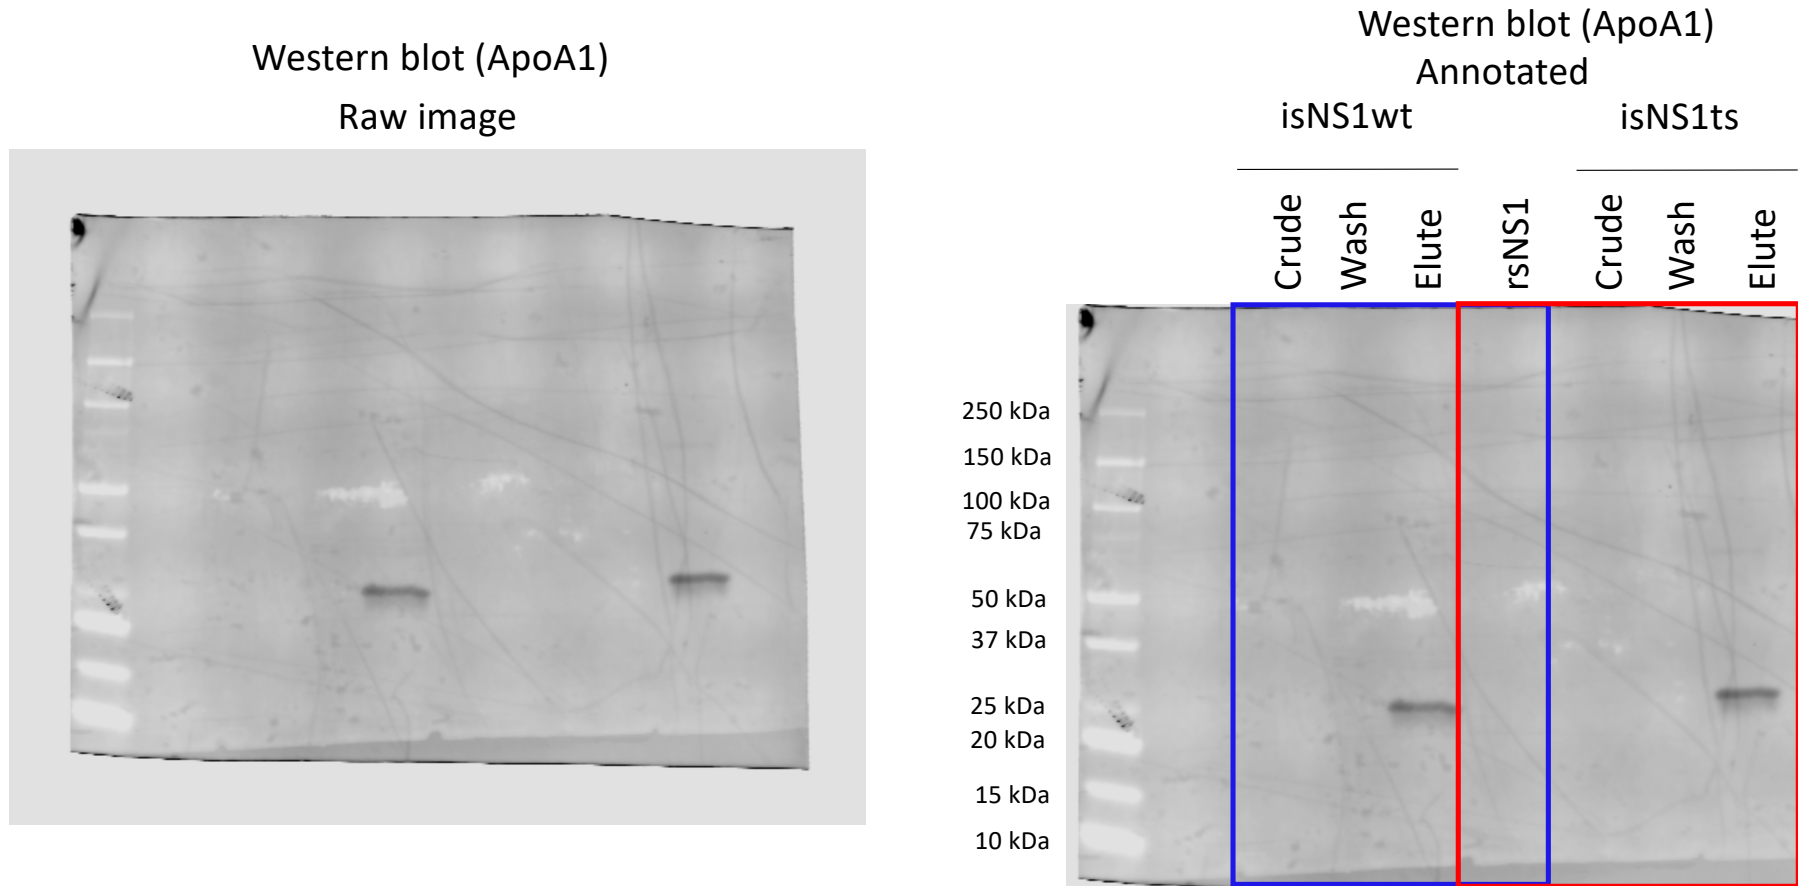 Western blot (ApoA1)
Raw image
Western blot (ApoA1)
Annotated
isNS1wt
isNS1ts
Crude
Wash
Elute
rsNS1
Crude
Wash
Elute
250 kDa
150 kDa
100 kDa
75 kDa
50 kDa
37 kDa
25 kDa
20 kDa
15 kDa
10 kDa